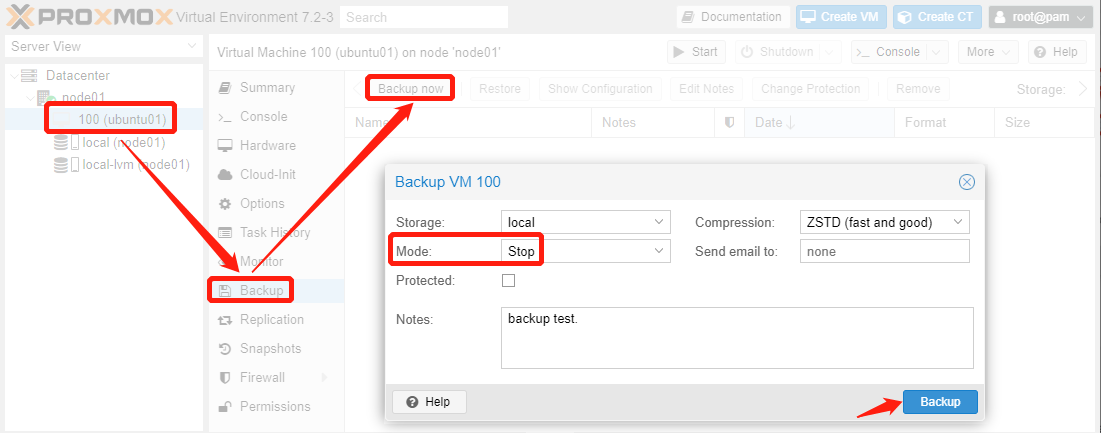 PROXMOX Virtual Environment 7.2-3 Search Documentation Create VM Create CT root@pam
Server View
Virtual Machine 100 (ubuntu01) on node 'node01' Start Shutdown Console More Help
Datacenter
node01
100 (ubuntu01)
local (node01)
local-lvm (node01)
Summary
Console
Hardware
Cloud-Init
Options
Task History
Monitor
Backup
Replication
Snapshots
Firewall
Permissions
Backup now Restore Show Configuration Edit Notes Change Protection Remove Storage:
Name Notes Date Format Size
Backup VM 100
Storage: local Compression: ZSTD (fast and good)
Mode: Stop Send email to: none
Protected:
Notes: backup test.
Help Backup